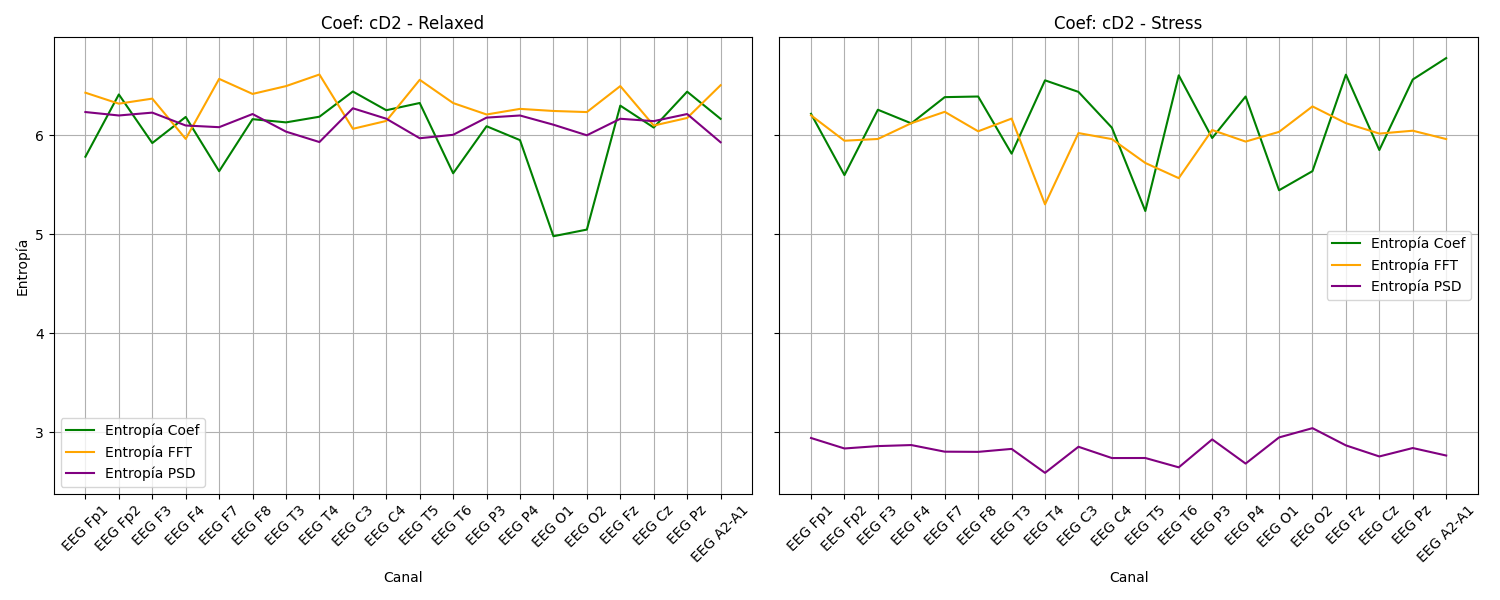 Coef: cD2 - Relaxed
Entropía
6
5
4
3
Entropía Coef
Entropía FFT
Entropía PSD
EEG Fp1
EEG Fp2
EEG F3
EEG F4
EEG F7
EEG F8
EEG T3
EEG T4
EEG C3
EEG C4
EEG T5
EEG T6
EEG P3
EEG P4
EEG O1
EEG O2
EEG Fz
EEG Cz
EEG Pz
EEG A2-A1
Canal
Coef: cD2 - Stress
Entropía Coef
Entropía FFT
Entropía PSD
EEG Fp1
EEG Fp2
EEG F3
EEG F4
EEG F7
EEG F8
EEG T3
EEG T4
EEG C3
EEG C4
EEG T5
EEG T6
EEG P3
EEG P4
EEG O1
EEG O2
EEG Fz
EEG Cz
EEG Pz
EEG A2-A1
Canal